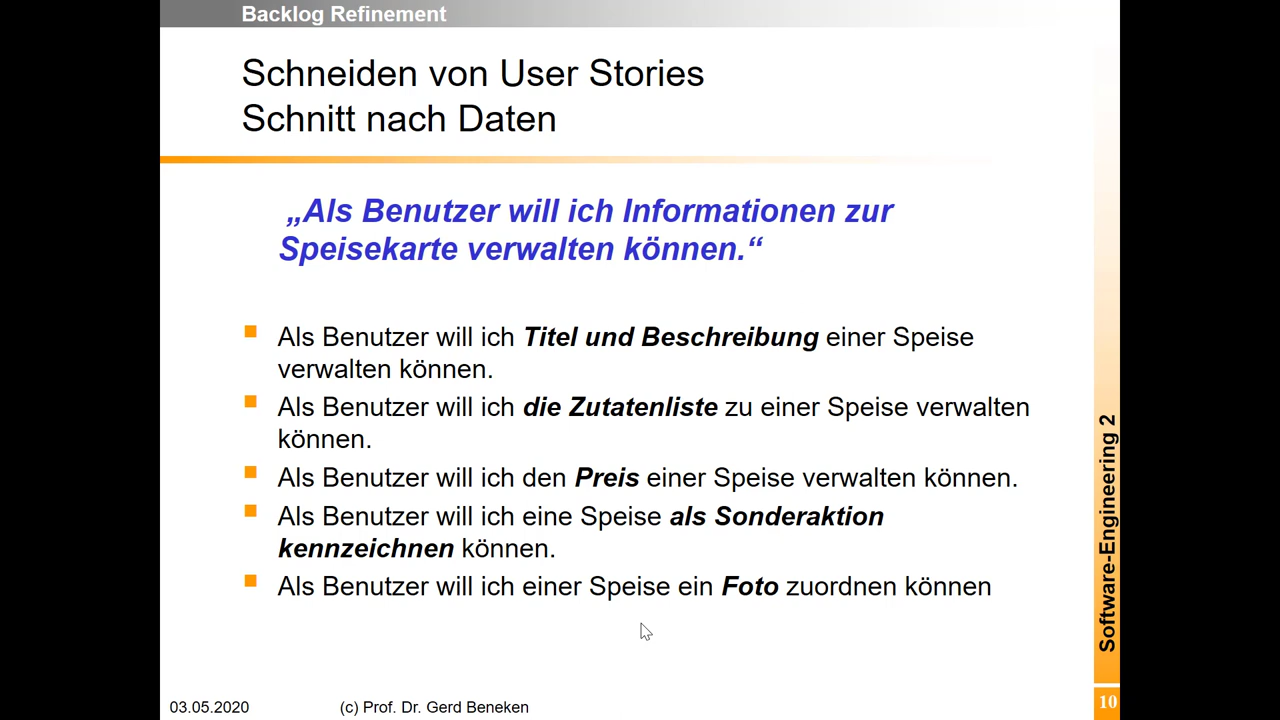 Backlog Refinement
Schneiden von User Stories
Schnitt nach Daten
„Als Benutzer will ich Informationen zur
Speisekarte verwalten können.“
Als Benutzer will ich Titel und Beschreibung einer Speise
verwalten können.
Als Benutzer will ich die Zutatenliste zu einer Speise verwalten
können.
Als Benutzer will ich den Preis einer Speise verwalten können.
Als Benutzer will ich eine Speise als Sonderaktion
kennzeichnen können.
Als Benutzer will ich einer Speise ein Foto zuordnen können
Software-Engineering 2
03.05.2020
(c) Prof. Dr. Gerd Beneken
10